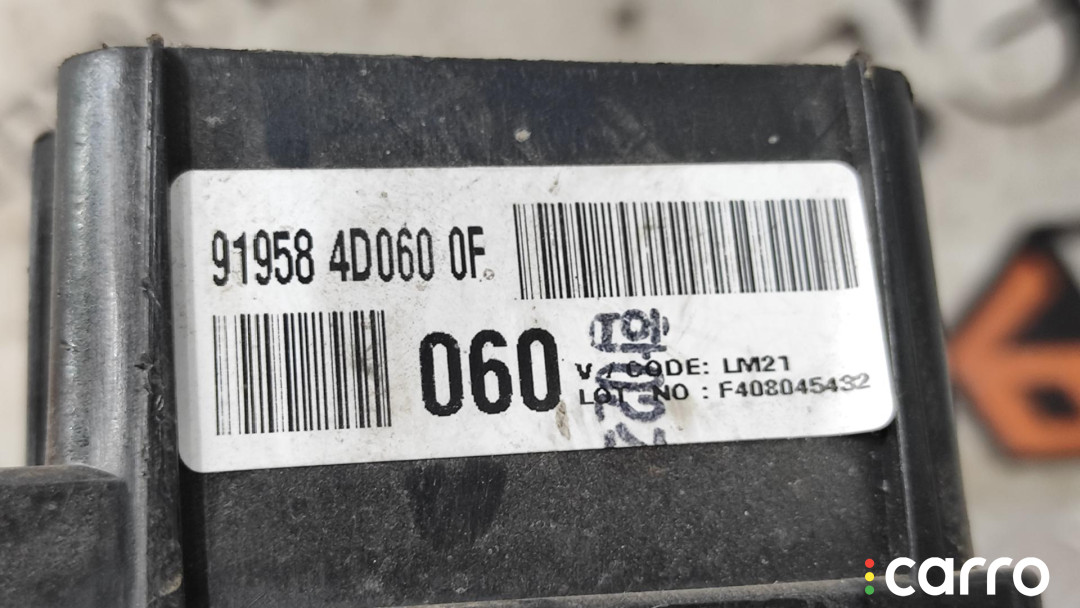 91958 4D060 0F
060
V / CODE: LM21
LOT NO : F408045432
carro